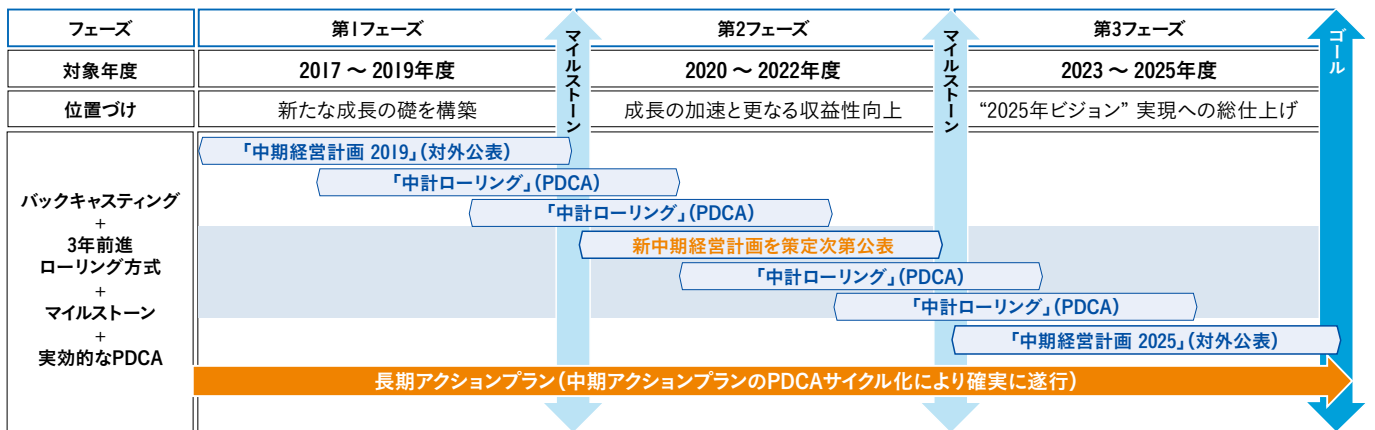 フェーズ
第1フェーズ
第2フェーズ
第3フェーズ
マイルストーン
マイルストーン
ゴール
対象年度
2017 ～ 2019年度
2020 ～ 2022年度
2023 ～ 2025年度
位置づけ
新たな成長の礎を構築
成長の加速と更なる収益性向上
“2025年ビジョン” 実現への総仕上げ
バックキャスティング
+
3年前進
ローリング方式
+
マイルストーン
+
実効的なPDCA
「中期経営計画 2019」（対外公表）
「中計ローリング」（PDCA）
「中計ローリング」（PDCA）
新中期経営計画を策定次第公表
「中計ローリング」（PDCA）
「中計ローリング」（PDCA）
「中期経営計画 2025」（対外公表）
長期アクションプラン（中期アクションプランのPDCAサイクル化により確実に遂行）